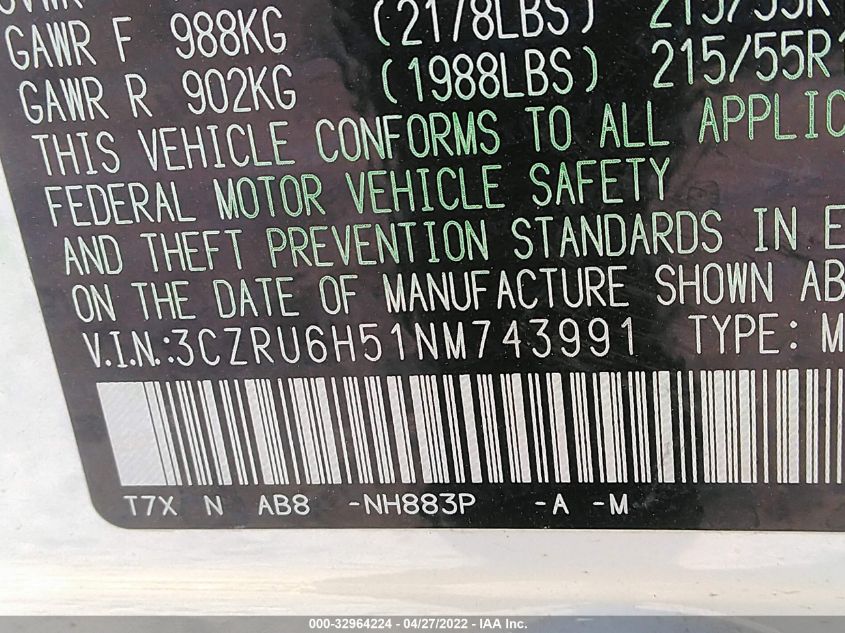 GAWR F 988KG (2178LBS) 215/55R
GAWR R 902KG (1988LBS) 215/55R1
THIS VEHICLE CONFORMS TO ALL APPLIC
FEDERAL MOTOR VEHICLE SAFETY
AND THEFT PREVENTION STANDARDS IN E
ON THE DATE OF MANUFACTURE SHOWN AB
V.I.N.:3CZRU6H51NM743991 TYPE:M
T7X N AB8 -NH883P -A -M
000-32964224 - 04/27/2022 - IAA Inc.